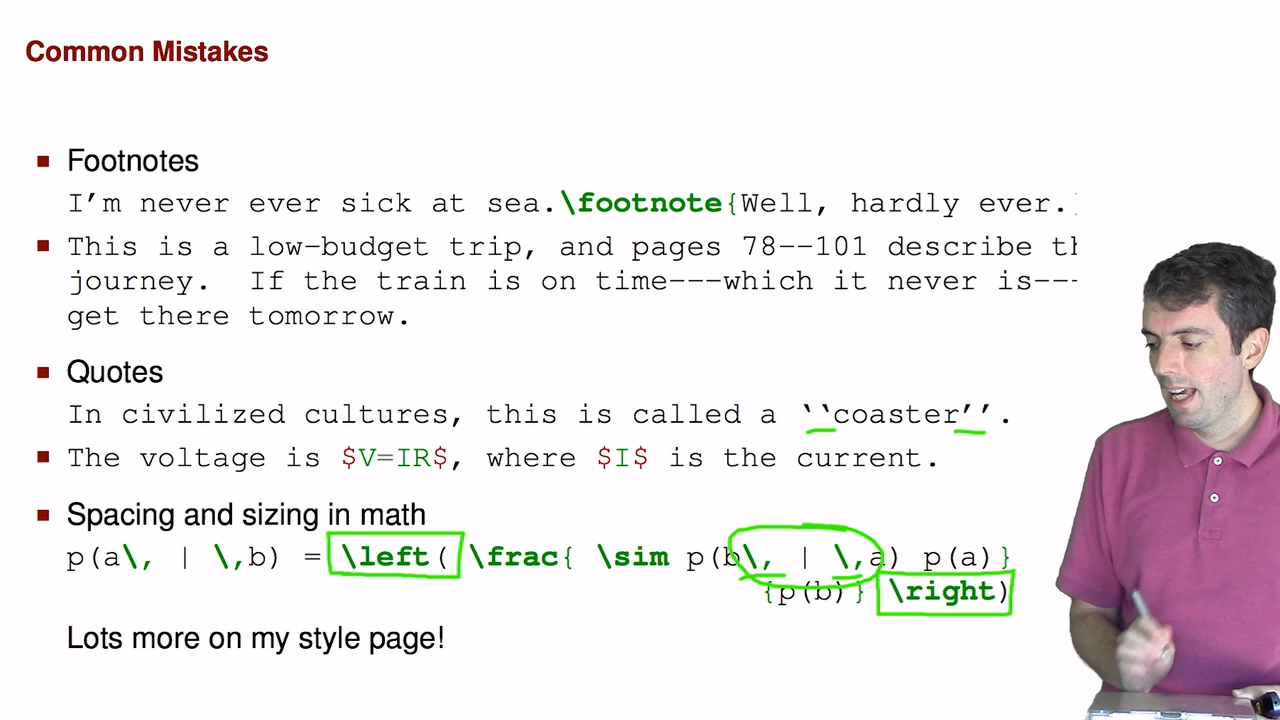 Common Mistakes
Footnotes
I’m never ever sick at sea.\footnote{Well, hardly ever.
This is a low-budget trip, and pages 78--101 describe th
journey. If the train is on time---which it never is---
get there tomorrow.
Quotes
In civilized cultures, this is called a ‘‘coaster’’.
The voltage is $V=IR$, where $I$ is the current.
Spacing and sizing in math
p(a\, | \,b) = \left( \frac{ \sim p(b\, | \,a) p(a)}
{p(b)} \right)
Lots more on my style page!